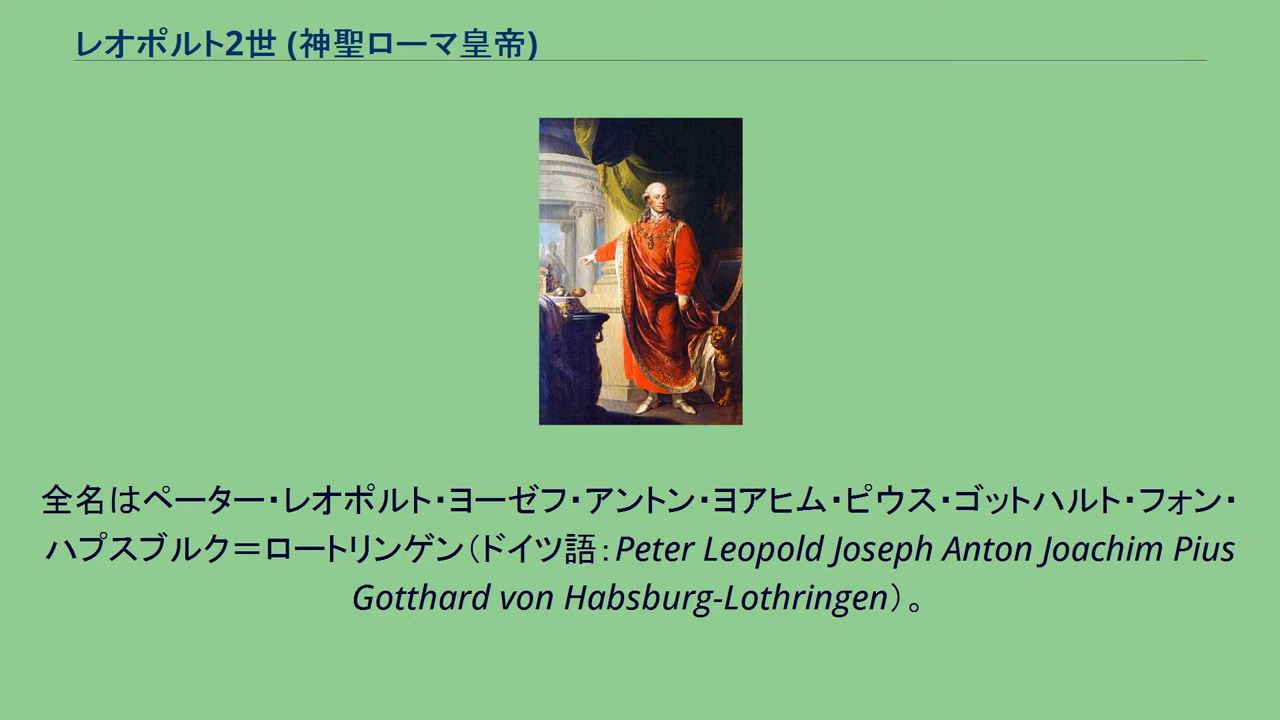 レオポルト2世 (神聖ローマ皇帝)
全名はペーター・レオポルト・ヨーゼフ・アントン・ヨアヒム・ピウス・ゴットハルト・フォン・
ハプスブルク＝ロートリンゲン（ドイツ語：Peter Leopold Joseph Anton Joachim Pius
Gotthard von Habsburg-Lothringen）。